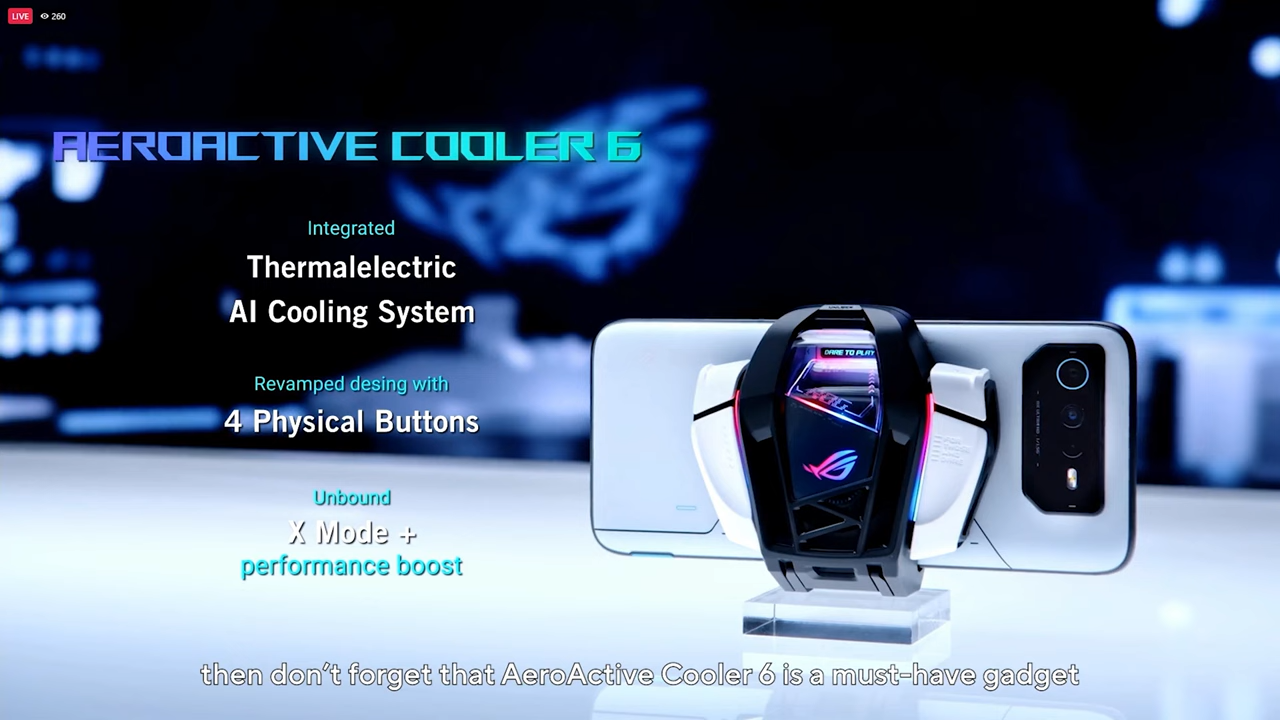 LIVE 260
AEROACTIVE COOLER 6
Integrated
Thermalelectric
AI Cooling System
Revamped desing with
4 Physical Buttons
Unbound
X Mode +
performance boost
DARE TO PLAY
then don't forget that AeroActive Cooler 6 is a must-have gadget